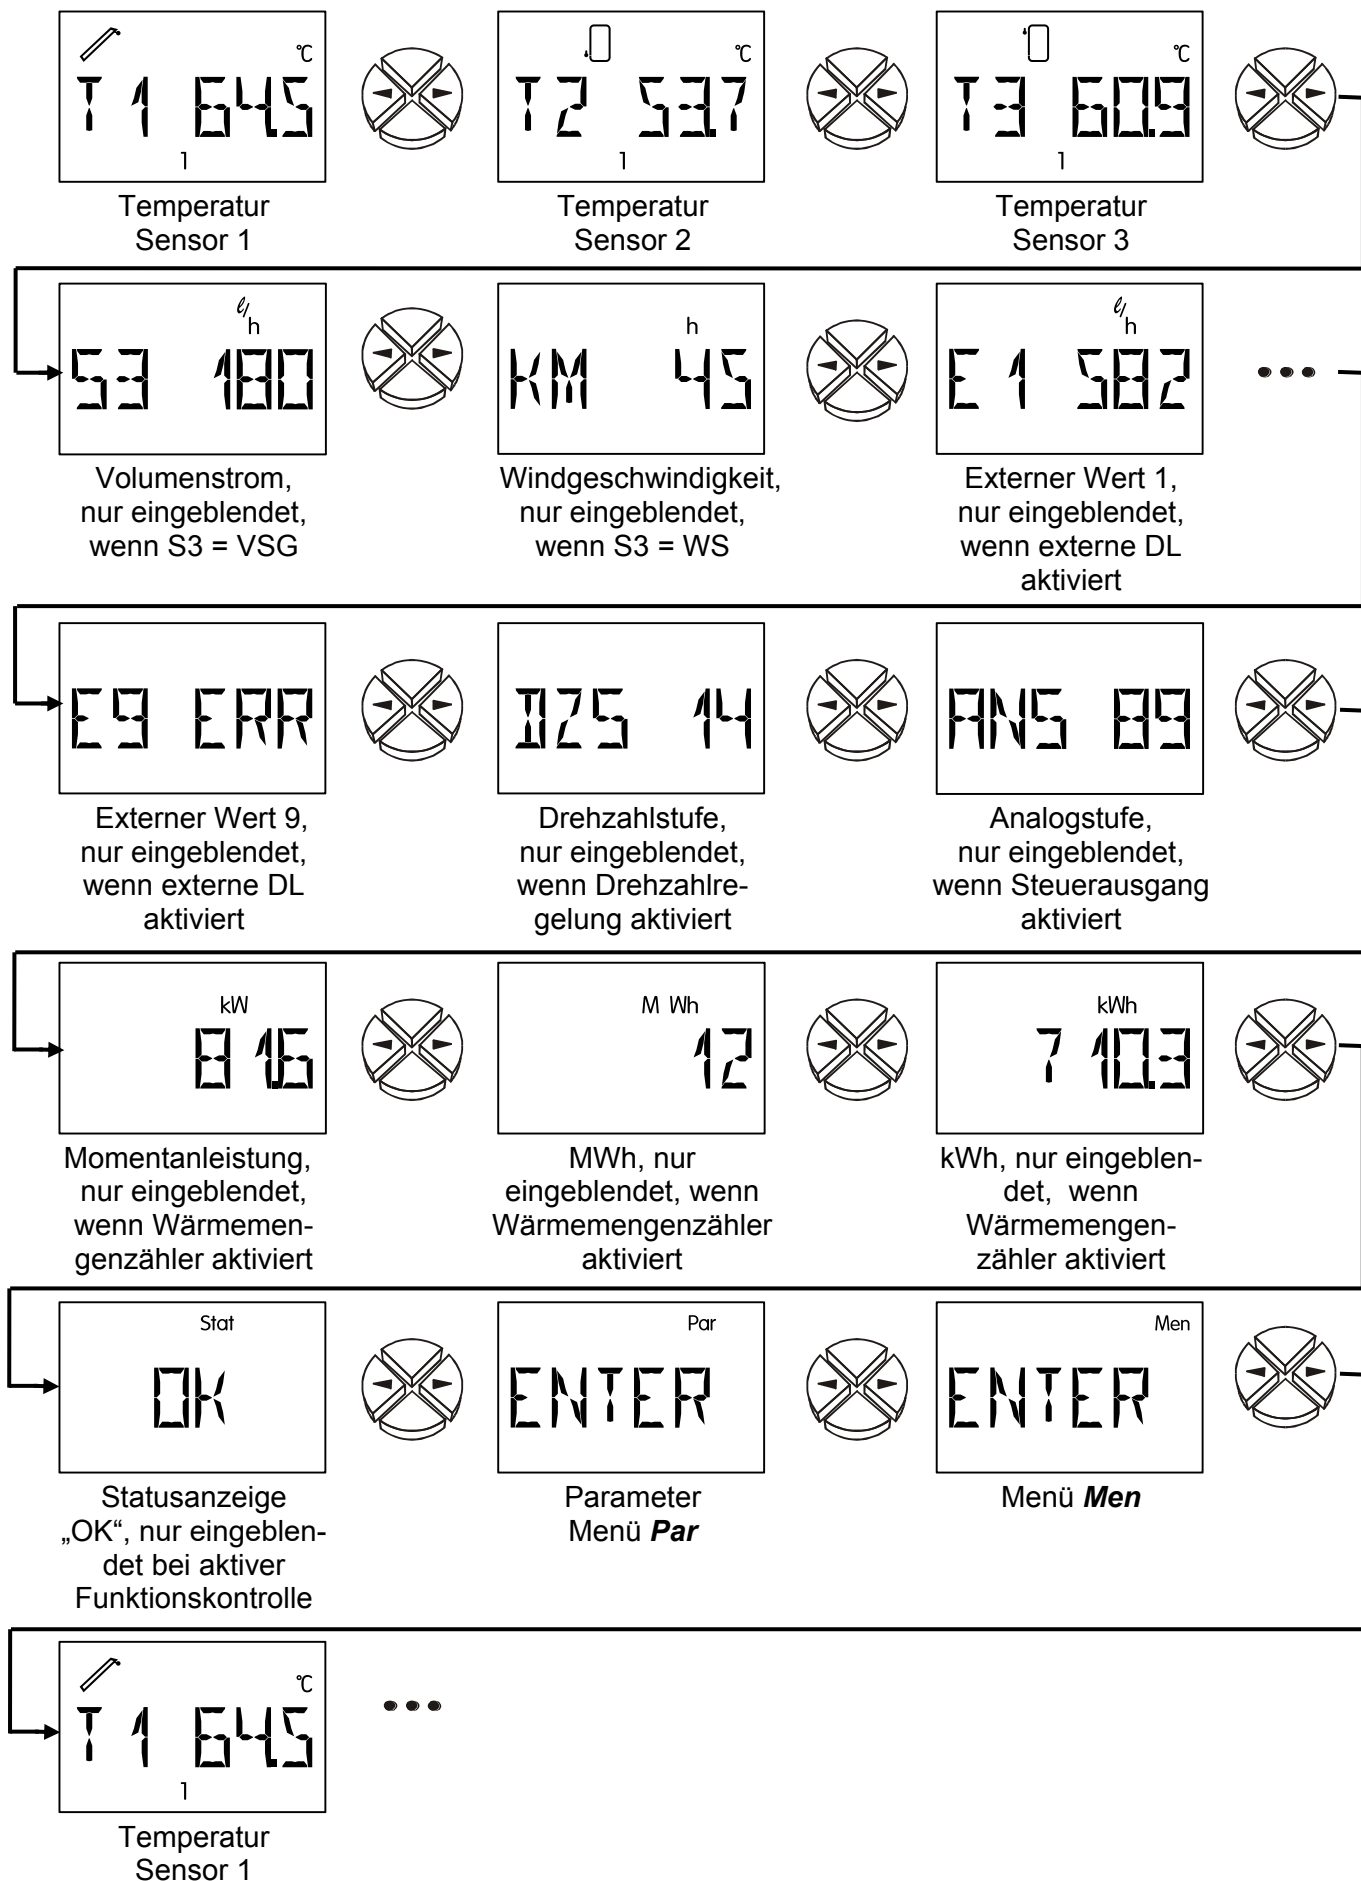 °C
T1 64.5
1
Temperatur
Sensor 1
°C
T2 53.7
1
Temperatur
Sensor 2
°C
T3 60.9
1
Temperatur
Sensor 3
ℓ/h
S3 180
Volumenstrom,
nur eingeblendet,
wenn S3 = VSG
h
KM 45
Windgeschwindigkeit,
nur eingeblendet,
wenn S3 = WS
ℓ/h
E1 582
Externer Wert 1,
nur eingeblendet,
wenn externe DL
aktiviert
E9 ERR
Externer Wert 9,
nur eingeblendet,
wenn externe DL
aktiviert
DZS 14
Drehzahlstufe,
nur eingeblendet,
wenn Drehzahlre-
gelung aktiviert
ANS 89
Analogstufe,
nur eingeblendet,
wenn Steuerausgang
aktiviert
kW
81.6
Momentanleistung,
nur eingeblendet,
wenn Wärmemen-
genzähler aktiviert
M Wh
12
MWh, nur
eingeblendet, wenn
Wärmemengenzähler
aktiviert
kWh
710.3
kWh, nur eingeblen-
det, wenn
Wärmemengen-
zähler aktiviert
Stat
OK
Statusanzeige
„OK“, nur eingeblen-
det bei aktiver
Funktionskontrolle
Par
ENTER
Parameter
Menü Par
Men
ENTER
Menü Men
°C
T1 64.5
1
Temperatur
Sensor 1